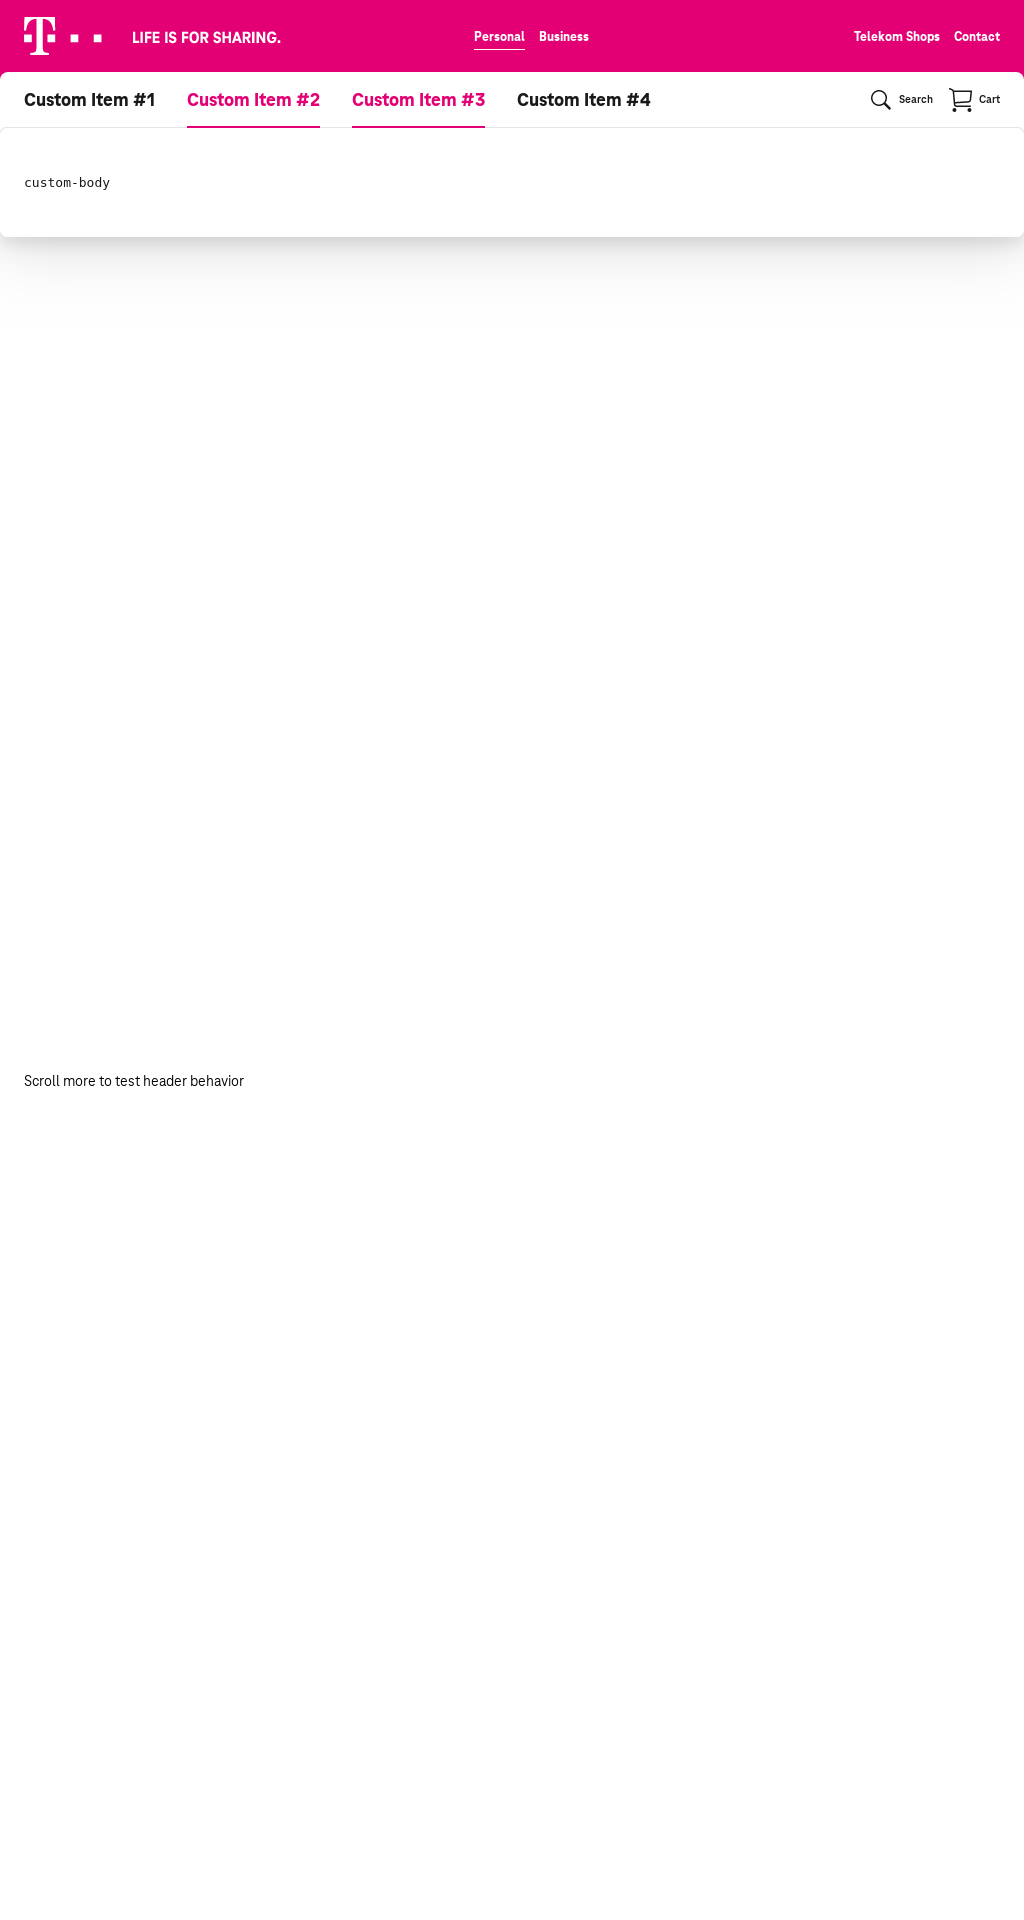 T
LIFE IS FOR SHARING.
Personal Business
Telekom Shops Contact
Custom Item #1 Custom Item #2 Custom Item #3 Custom Item #4
Search Cart
custom-body
Scroll more to test header behavior